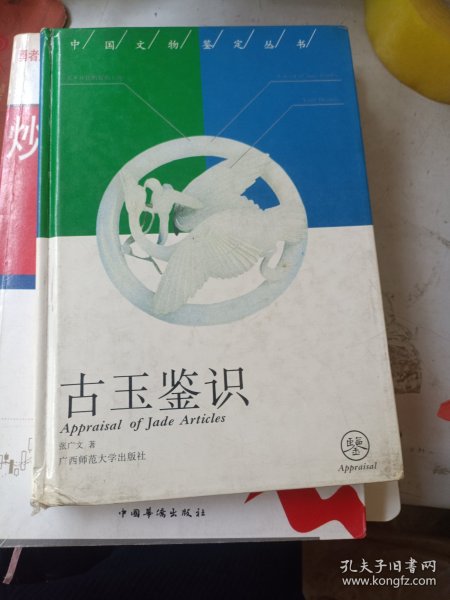 中国文物鉴定丛书
炒
古玉鉴识
Appraisal of Jade Articles
张广文 著
广西师范大学出版社
鑑
Appraisal
中国华侨出版社
孔夫子旧书网
www.kongfz.com